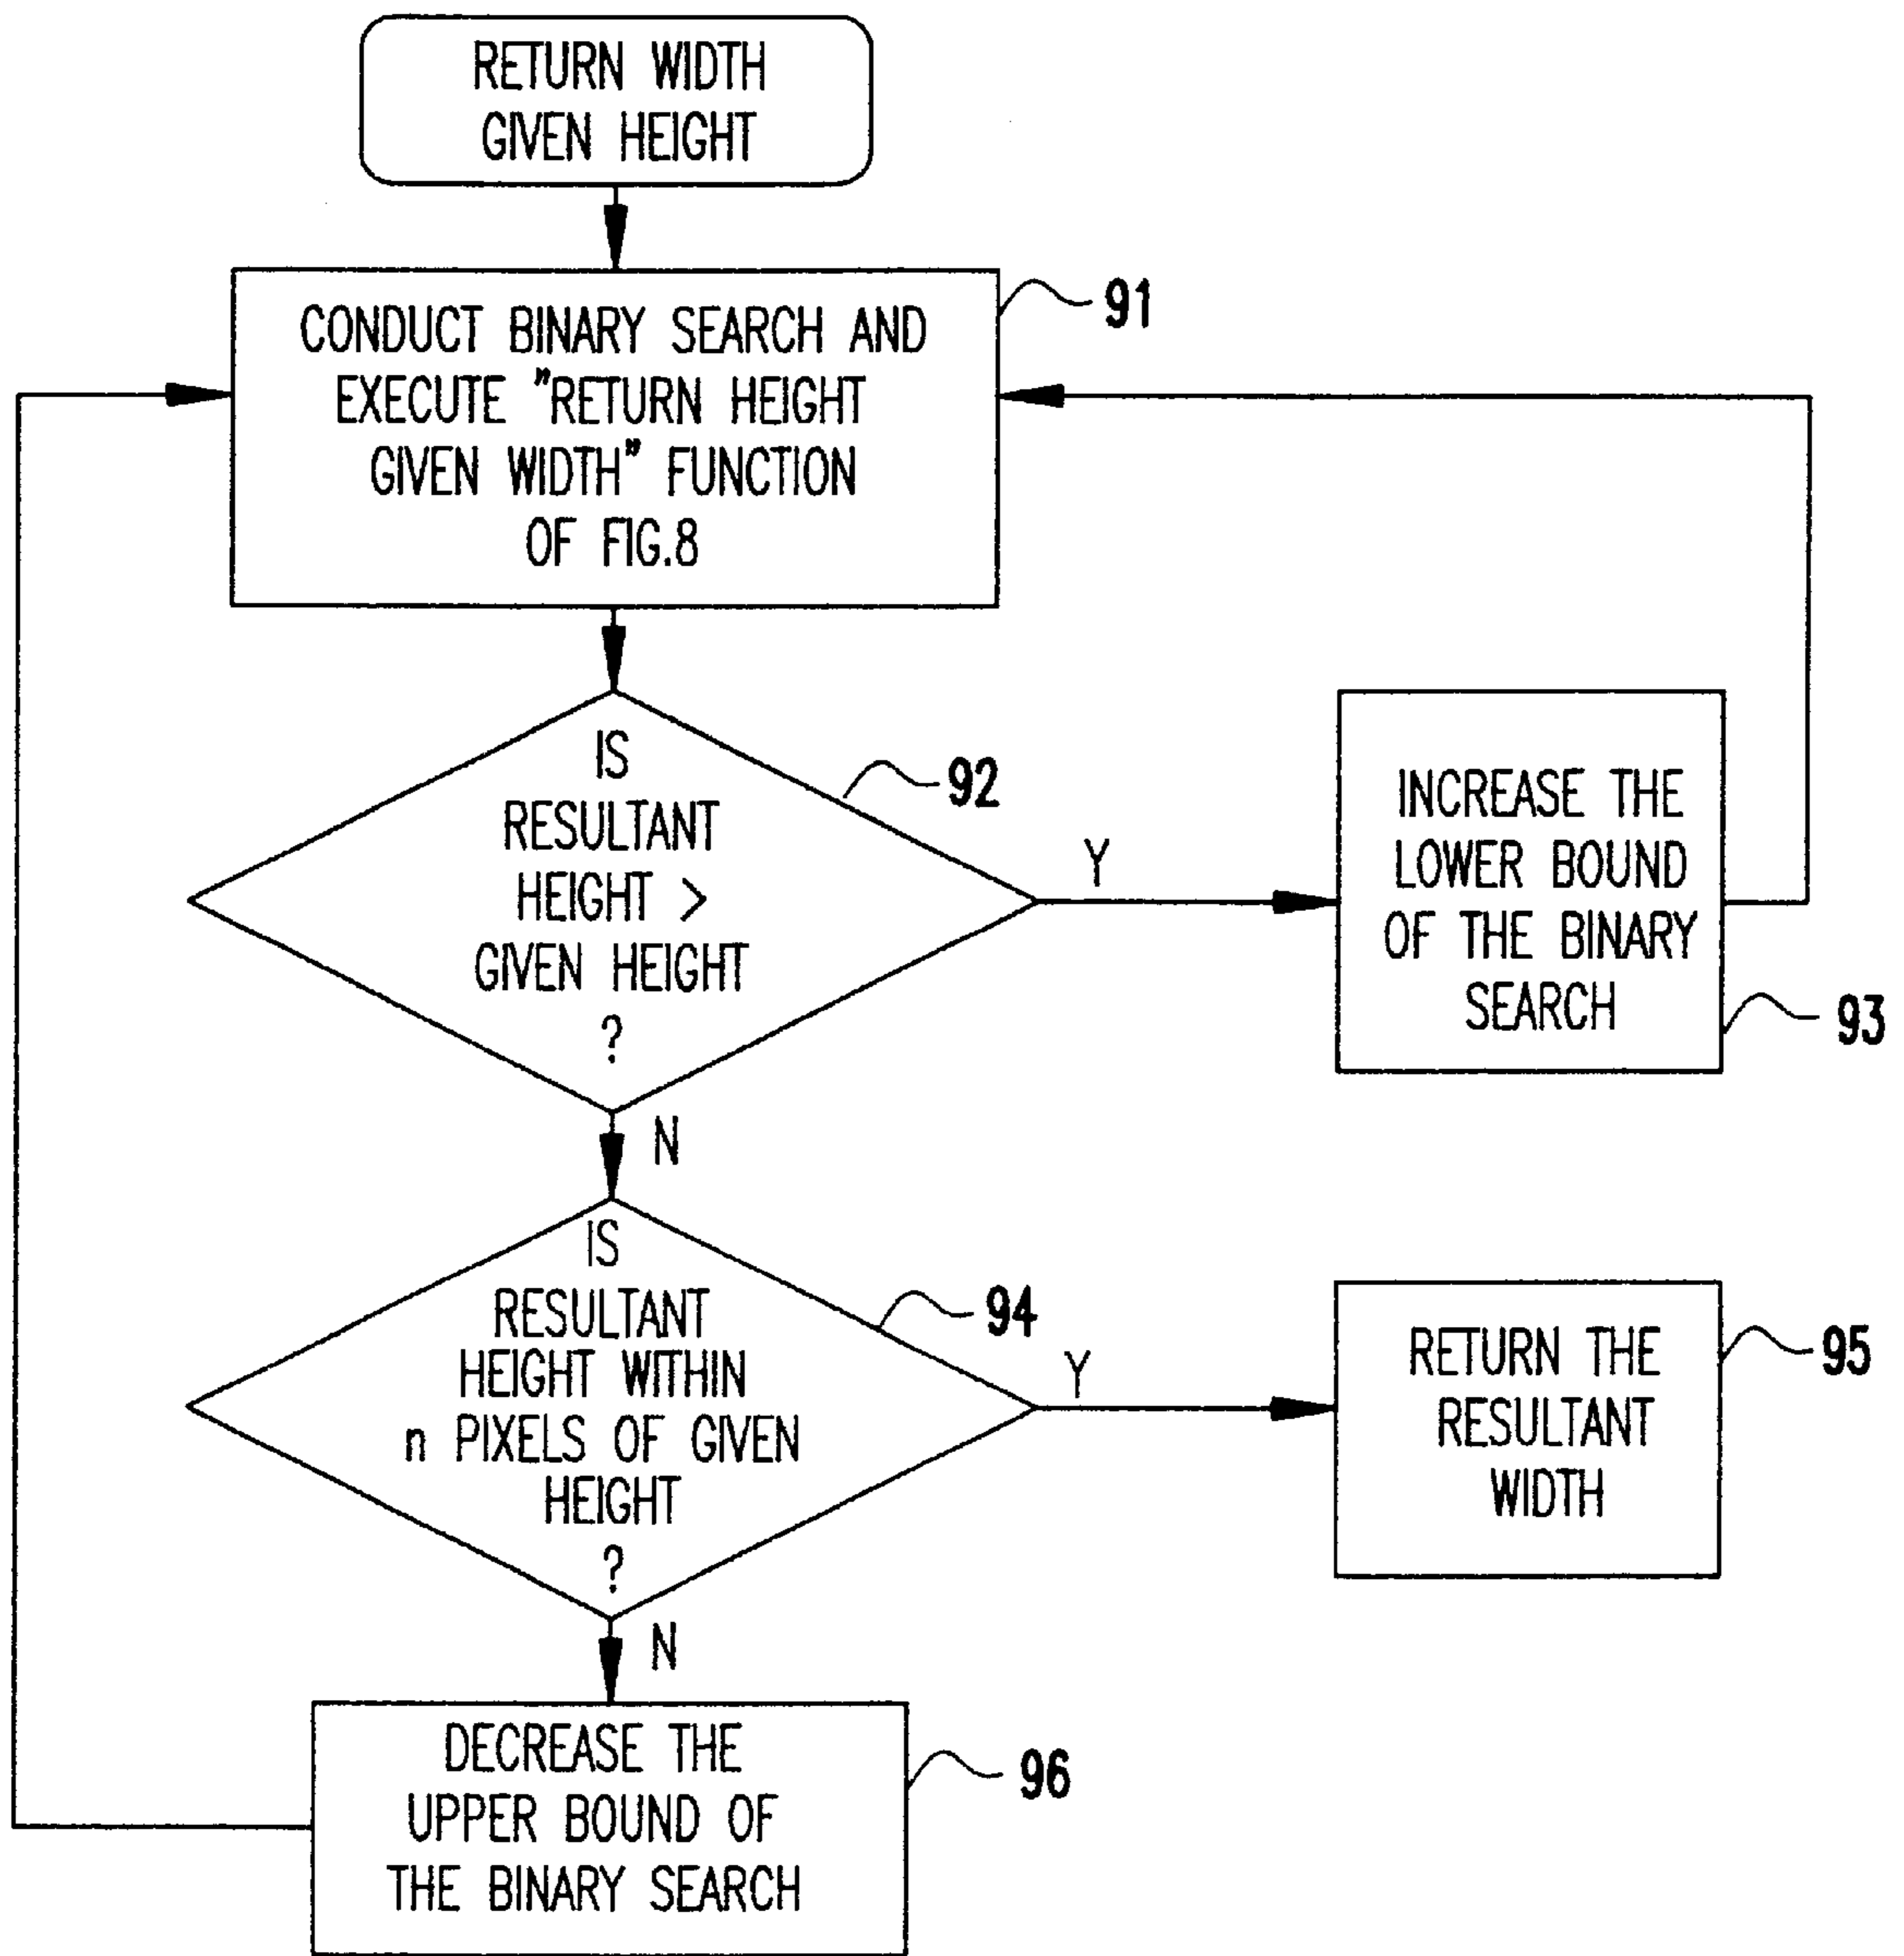 RETURN WIDTH
GIVEN HEIGHT
CONDUCT BINARY SEARCH AND
EXECUTE "RETURN HEIGHT
GIVEN WIDTH" FUNCTION
OF FIG.8
91
IS
RESULTANT
HEIGHT >
GIVEN HEIGHT
?
92
Y
N
INCREASE THE
LOWER BOUND
OF THE BINARY
SEARCH
93
IS
RESULTANT
HEIGHT WITHIN
n PIXELS OF GIVEN
HEIGHT
?
94
Y
N
RETURN THE
RESULTANT
WIDTH
95
DECREASE THE
UPPER BOUND OF
THE BINARY SEARCH
96